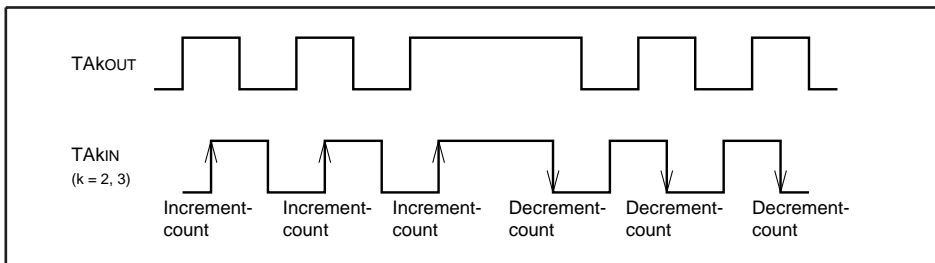 TAkOUT
TAkIN
(k = 2, 3)
Increment-
count
Increment-
count
Increment-
count
Decrement-
count
Decrement-
count
Decrement-
count